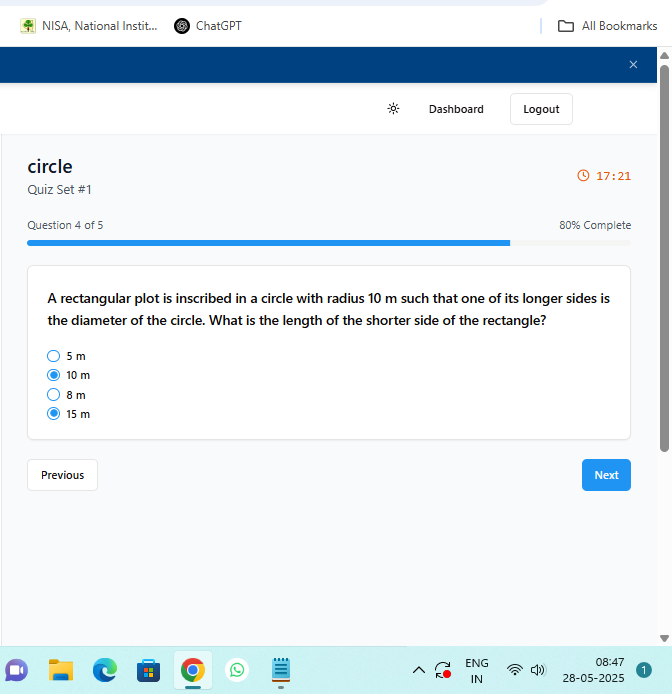 NISA, National Instit...
ChatGPT
All Bookmarks
Dashboard
Logout
circle
Quiz Set #1
17:21
Question 4 of 5
80% Complete
A rectangular plot is inscribed in a circle with radius 10 m such that one of its longer sides is
the diameter of the circle. What is the length of the shorter side of the rectangle?
5 m
10 m
8 m
15 m
Previous
Next
ENG
IN
08:47
28-05-2025
1